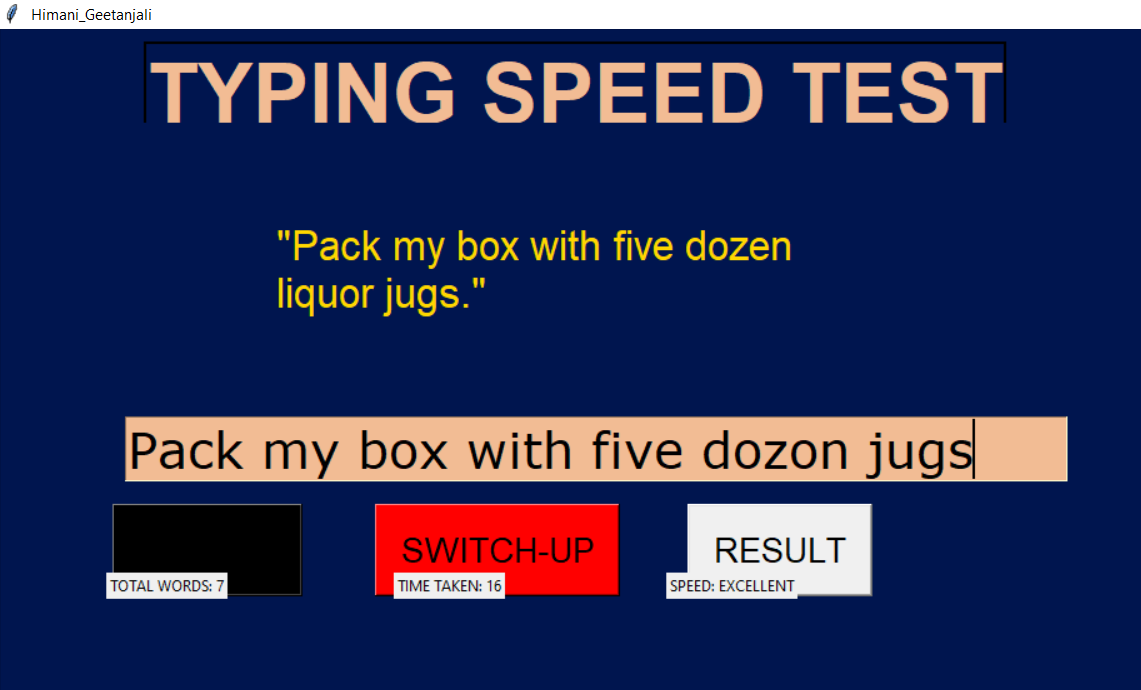 Himani_Geetanjali
TYPING SPEED TEST
"Pack my box with five dozen
liquor jugs."
Pack my box with five dozon jugs
SWITCH-UP
RESULT
TOTAL WORDS: 7
TIME TAKEN: 16
SPEED: EXCELLENT